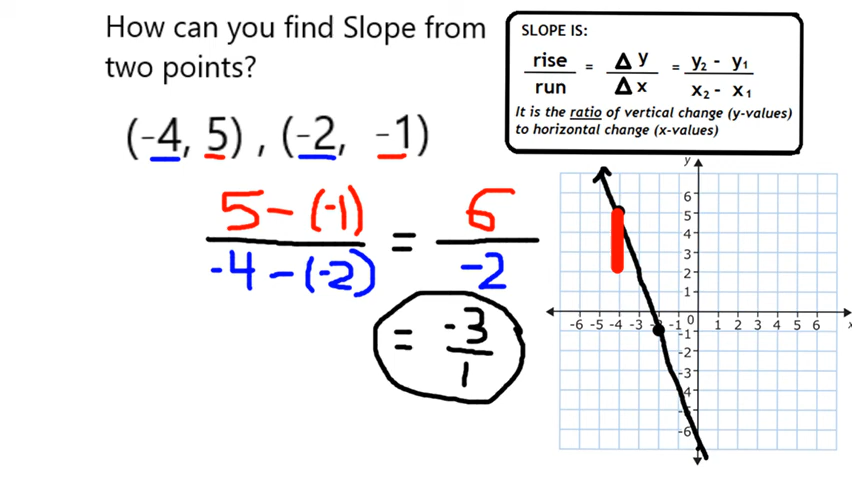 How can you find Slope from
two points?
(-4, 5) , (-2, -1)
5 - (-1)
-4 - (-2)
=
6
-2
= -3
1
SLOPE IS:
rise = Δ y = y₂ - y₁
run Δ x x₂ - x₁
It is the ratio of vertical change (y-values)
to horizontal change (x-values)
y
6
5
4
3
2
1
-6 -5 -4 -3 -2 -1 0 1 2 3 4 5 6 x
-1
-2
-3
-4
-5
-6